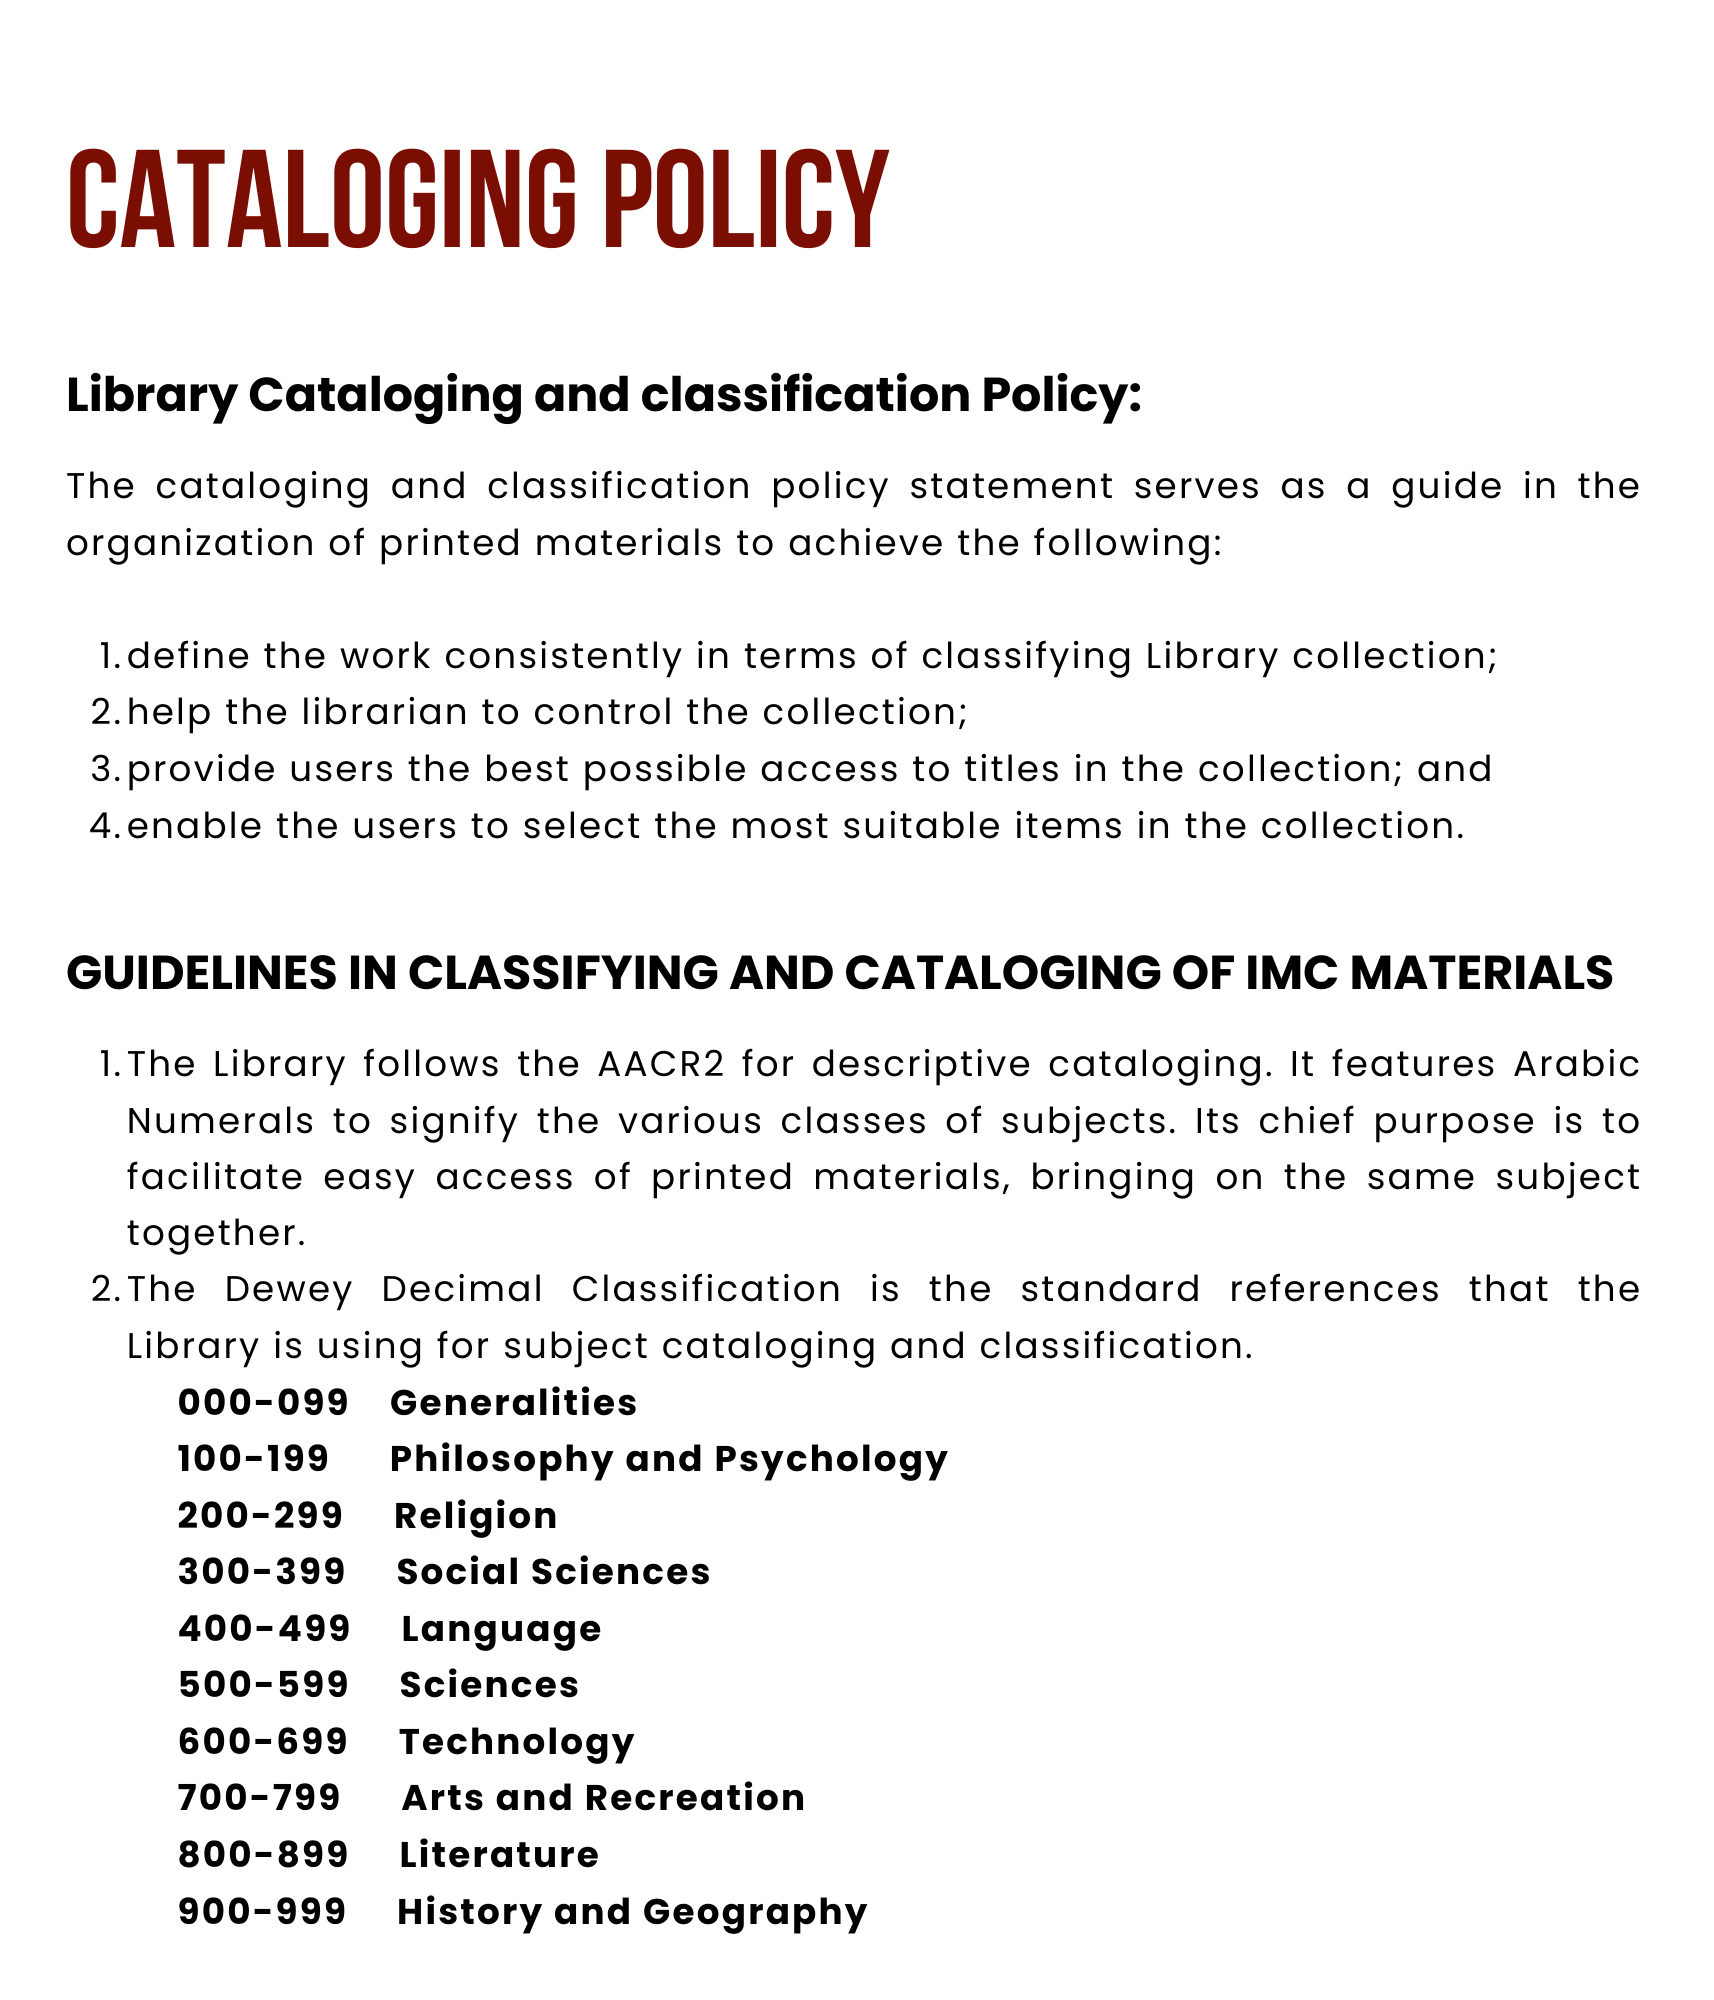 CATALOGING POLICY
Library Cataloging and classification Policy:
The cataloging and classification policy statement serves as a guide in the
organization of printed materials to achieve the following:
1. define the work consistently in terms of classifying Library collection;
2. help the librarian to control the collection;
3. provide users the best possible access to titles in the collection; and
4. enable the users to select the most suitable items in the collection.
GUIDELINES IN CLASSIFYING AND CATALOGING OF IMC MATERIALS
1. The Library follows the AACR2 for descriptive cataloging. It features Arabic
Numerals to signify the various classes of subjects. Its chief purpose is to
facilitate easy access of printed materials, bringing on the same subject
together.
2. The Dewey Decimal Classification is the standard references that the
Library is using for subject cataloging and classification.
000-099 Generalities
100-199 Philosophy and Psychology
200-299 Religion
300-399 Social Sciences
400-499 Language
500-599 Sciences
600-699 Technology
700-799 Arts and Recreation
800-899 Literature
900-999 History and Geography